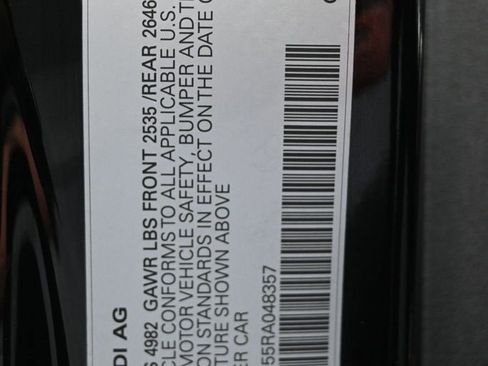 DI AG
S 4982 GAWR LBS FRONT 2535 /REAR 2646
CLE CONFORMS TO ALL APPLICABLE U.S.
MOTOR VEHICLE SAFETY, BUMPER AND T
ON STANDARDS IN EFFECT ON THE DATE O
TURE SHOWN ABOVE
ER CAR
55RA048357